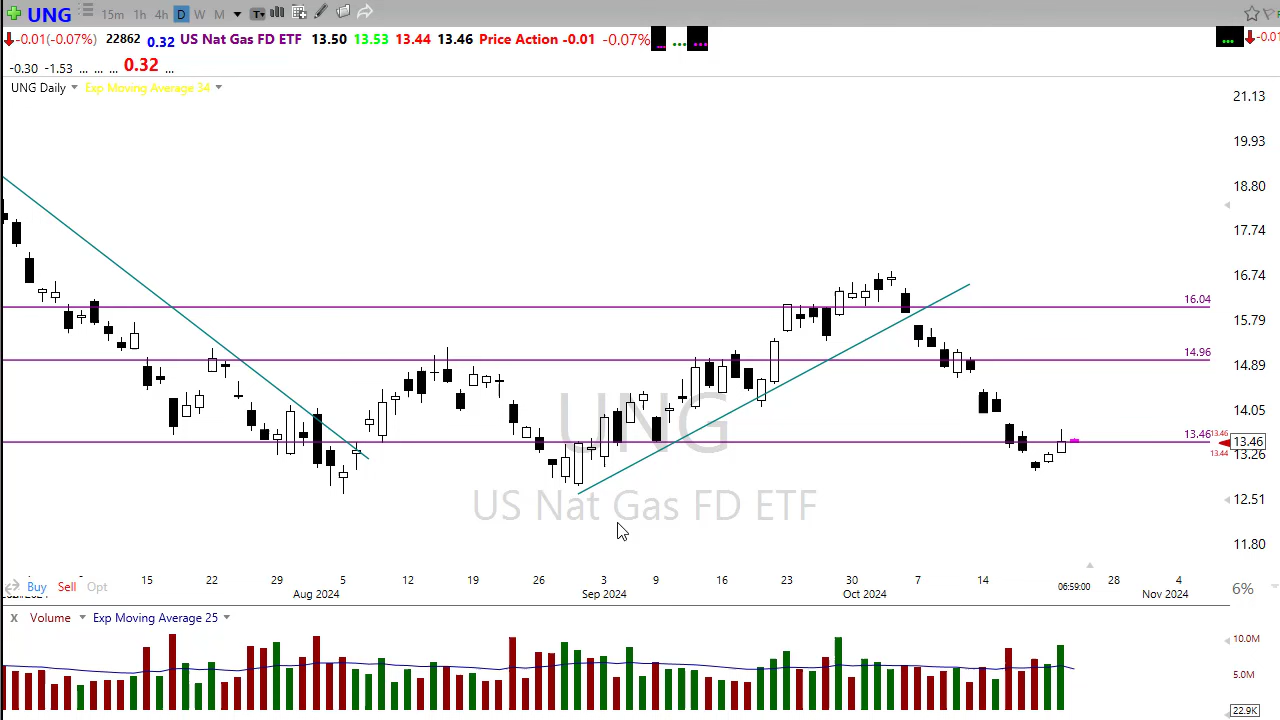 UNG 15m 1h 4h D W M T
-0.01(-0.07%) 22862 0.32 US Nat Gas FD ETF 13.50 13.53 13.44 13.46 Price Action -0.01 -0.07% ... ... ... ... -0.01
-0.30 -1.53 ... ... ... 0.32 ...
UNG Daily Exp Moving Average 34
21.13
19.93
18.80
17.74
16.74
16.04
15.79
14.96
14.89
14.05
13.46 13.46 13.46
13.44 13.26
UNG
US Nat Gas FD ETF
12.51
11.80
Buy Sell Opt
15 22 29 5 12 19 26 3 9 16 23 30 7 14 06:59:00 28 4
Aug 2024 Sep 2024 Oct 2024 Nov 2024
6%
X Volume Exp Moving Average 25
10.0M
5.0M
22.9K